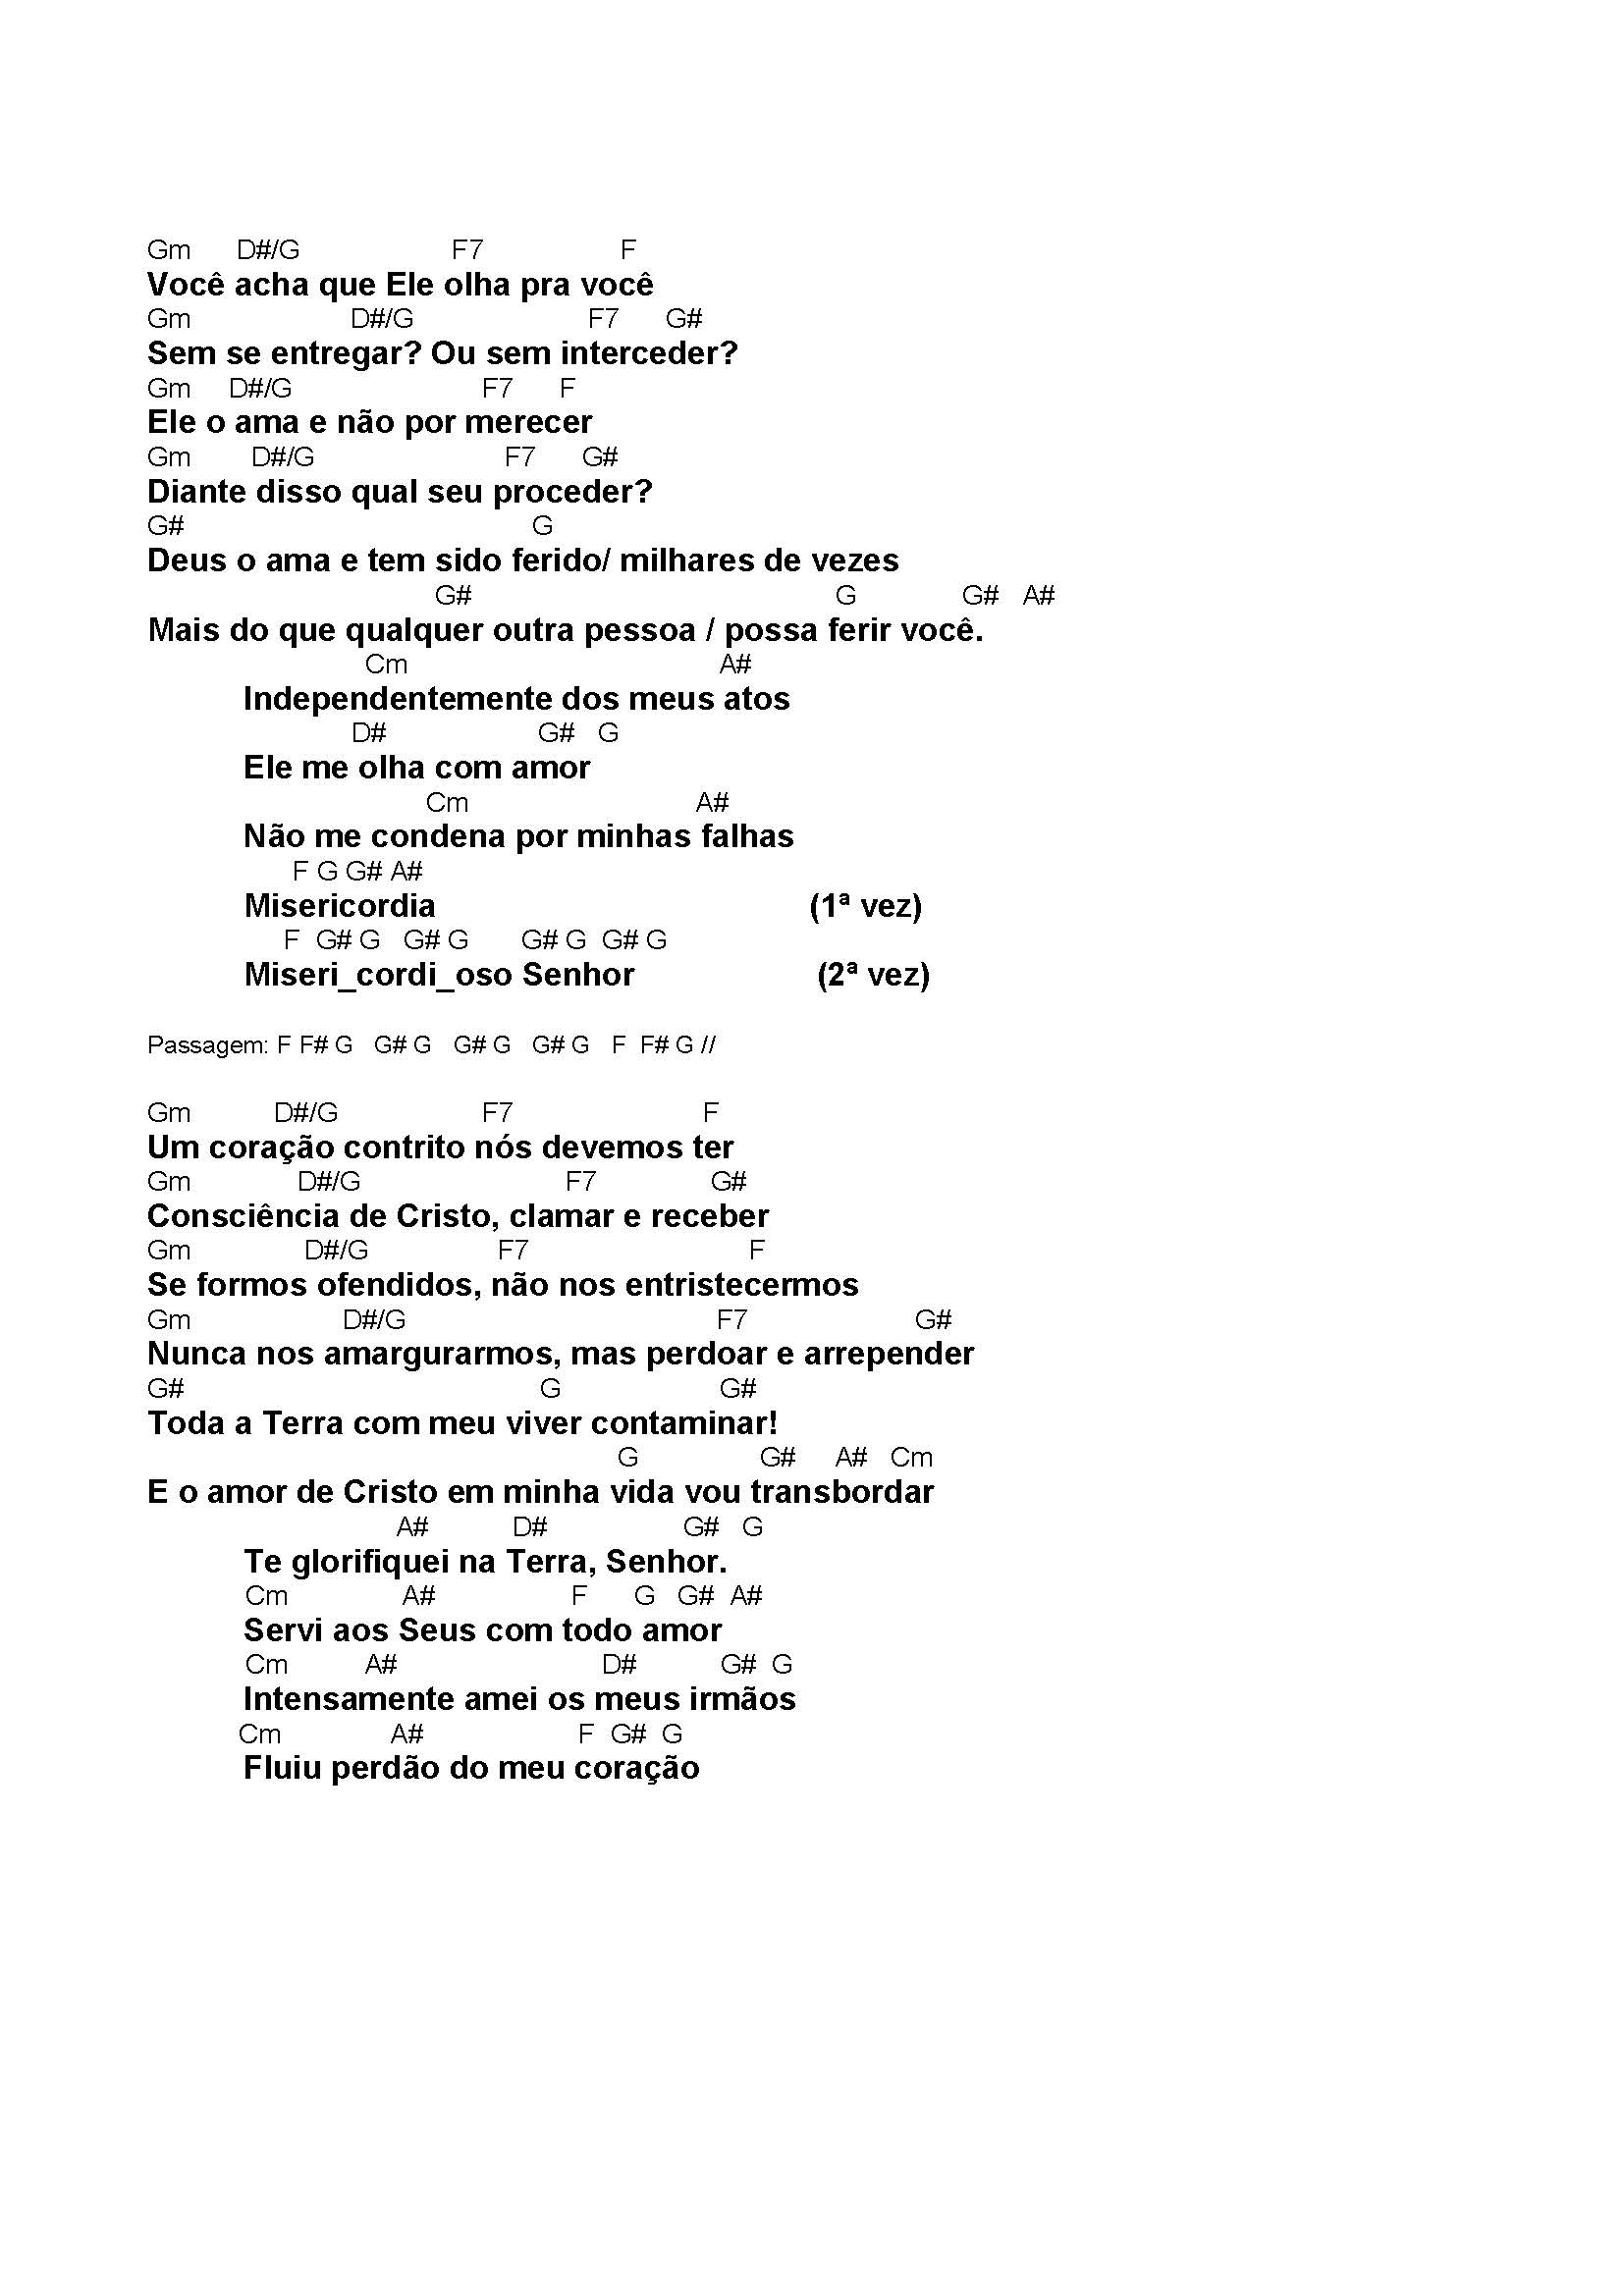 Gm D#/G F7 F
Você acha que Ele olha pra você
Gm D#/G F7 G#
Sem se entregar? Ou sem interceder?
Gm D#/G F7 F
Ele o ama e não por merecer
Gm D#/G F7 G#
Diante disso qual seu proceder?
G# G
Deus o ama e tem sido ferido/ milhares de vezes
G# G G# A#
Mais do que qualquer outra pessoa / possa ferir você.
Cm A#
Independentemente dos meus atos
D# G# G
Ele me olha com amor
Cm A#
Não me condena por minhas falhas
F G G# A#
Misericordia (1ª vez)
F G# G G# G G# G G# G
Miseri_cordi_oso Senhor (2ª vez)
Passagem: F F# G G# G G# G G# G F F# G //
Gm D#/G F7 F
Um coração contrito nós devemos ter
Gm D#/G F7 G#
Consciência de Cristo, clamar e receber
Gm D#/G F7 F
Se formos ofendidos, não nos entristecermos
Gm D#/G F7 G#
Nunca nos amargurarmos, mas perdoar e arrepender
G# G G#
Toda a Terra com meu viver contaminar!
G G# A# Cm
E o amor de Cristo em minha vida vou transbordar
A# D# G# G
Te glorifiquei na Terra, Senhor.
Cm A# F G G# A#
Servi aos Seus com todo amor
Cm A# D# G# G
Intensamente amei os meus irmãos
Cm A# F G# G
Fluiu perdão do meu coração